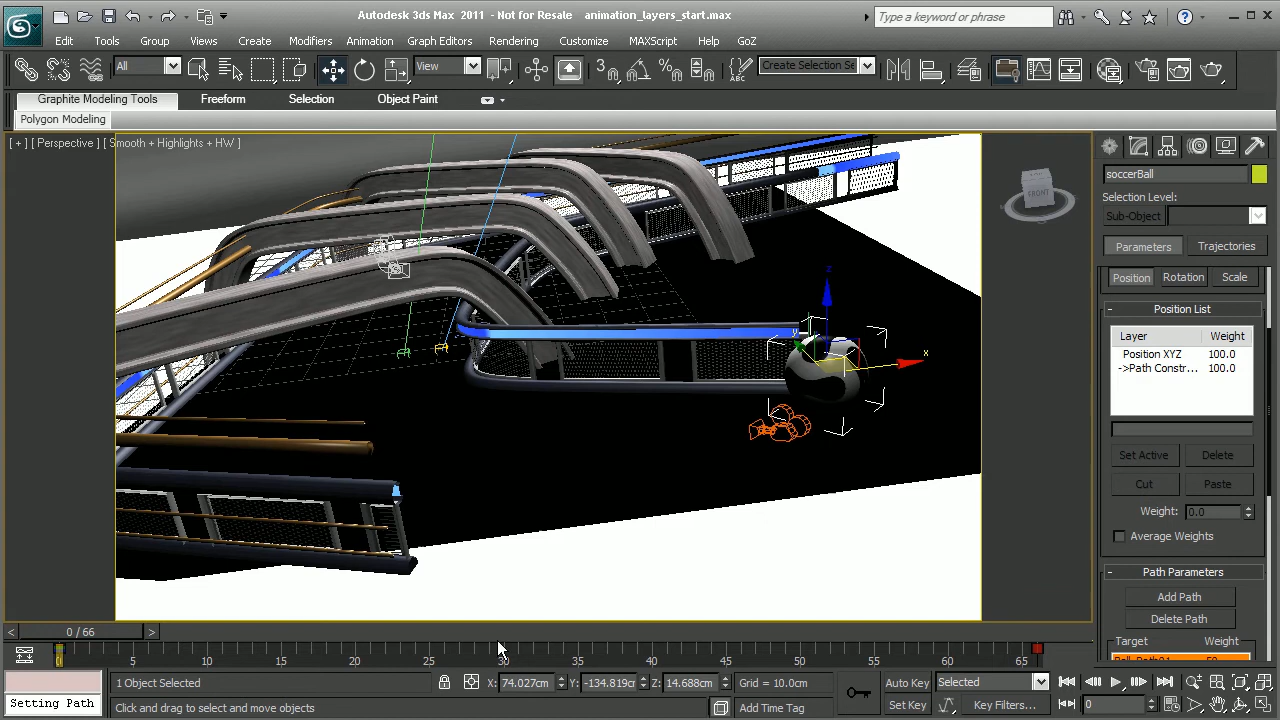 Autodesk 3ds Max 2011 - Not for Resale animation_layers_start.max
Type a keyword or phrase
Edit Tools Group Views Create Modifiers Animation Graph Editors Rendering Customize MAXScript Help GoZ
All View Create Selection Se
Graphite Modeling Tools Freeform Selection Object Paint
Polygon Modeling
[ + ] [ Perspective ] [ Smooth + Highlights + HW ]
FRONT
z
y
x
soccerBall
Selection Level:
Sub-Object
Parameters Trajectories
Position Rotation Scale
- Position List
Layer Weight
Position XYZ 100.0
->Path Constr... 100.0
Set Active Delete
Cut Paste
Weight: 0.0
Average Weights
- Path Parameters
Add Path
Delete Path
Target Weight
< 0 / 66 >
0 5 10 15 20 25 30 35 40 45 50 55 60 65
1 Object Selected X: 74.027cm Y: -134.819c Z: 14.688cm Grid = 10.0cm Auto Key Selected
Setting Path Click and drag to select and move objects Add Time Tag Set Key Key Filters... 0